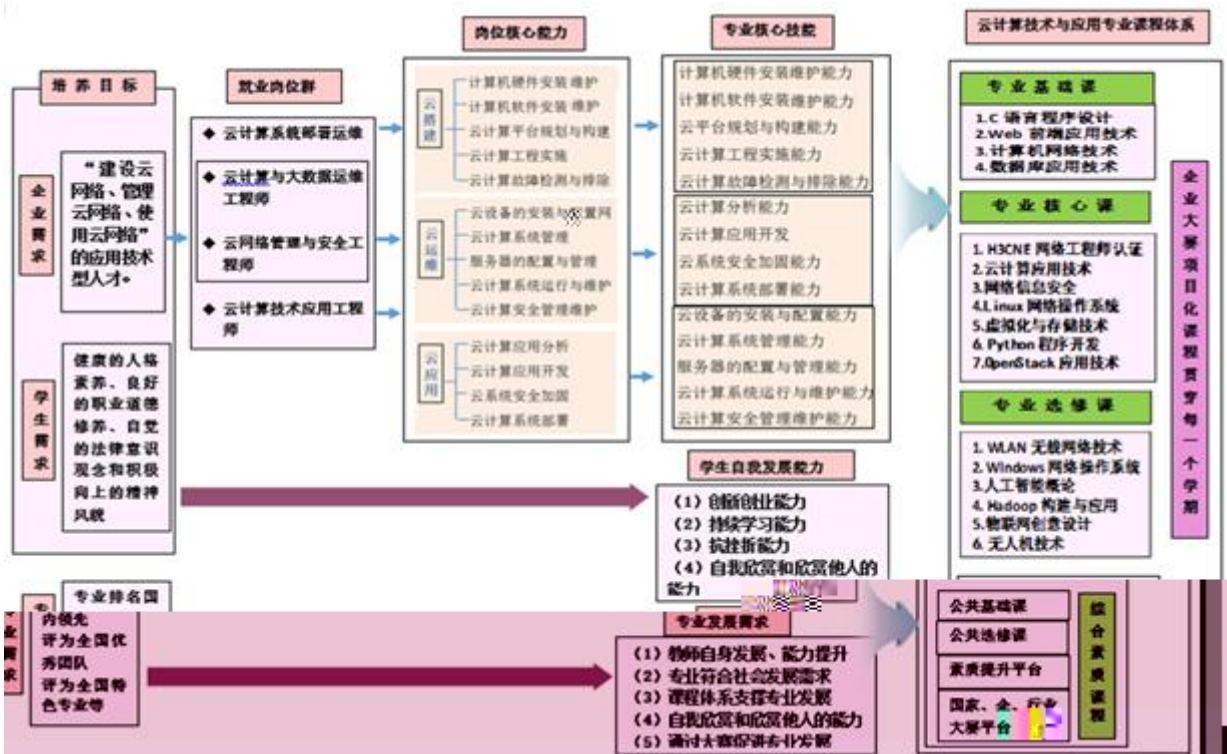 培养目标
企业需求
“建设云
网络、管理
云网络、使
用云网络”
的应用技术
型人才。
学生需求
健康的人格
素养、良好
的职业道德
修养、自觉
的法律意识
观念和积极
向上的精神
风貌
专业需求
专业排名国
内领先
评为全国优
秀团队
评为全国特
色专业等
就业岗位群
◆ 云计算系统部署运维
◆ 云计算与大数据运维
工程师
◆ 云网络管理与安全工
程师
◆ 云计算技术应用工程
师
岗位核心能力
云搭建
计算机硬件安装维护
计算机软件安装维护
云计算平台规划与构建
云计算工程实施
云计算故障检测与排除
云运维
云设备的安装与配置网
云计算系统管理
服务器的配置与管理
云计算系统运行与维护
云计算安全管理维护
云应用
云计算应用分析
云计算应用开发
云系统安全加固
云计算系统部署
专业核心技能
计算机硬件安装维护能力
计算机软件安装维护能力
云平台规划与构建能力
云计算工程实施能力
云计算故障检测与排除能力
云计算分析能力
云计算应用开发
云系统安全加固能力
云计算系统部署能力
云设备的安装与配置能力
云计算系统管理能力
服务器的配置与管理能力
云计算系统运行与维护能力
云计算安全管理维护能力
学生自我发展能力
（1）创新创业能力
（2）持续学习能力
（3）抗挫折能力
（4）自我欣赏和欣赏他人的
能力
专业发展需求
（1）教师自身发展、能力提升
（2）专业符合社会发展需求
（3）课程体系支撑专业发展
（4）自我欣赏和欣赏他人的能力
（5）通过大赛促进专业发展
云计算技术与应用专业课程体系
专业基础课
1.C 语言程序设计
2.Web 前端应用技术
3.计算机网络技术
4.数据库应用技术
专业核心课
1. H3CNE 网络工程师认证
2.云计算应用技术
3.网络信息安全
4.Linux 网络操作系统
5.虚拟化与存储技术
6. Python 程序开发
7.OpenStack 应用技术
专业选修课
1. WLAN 无线网络技术
2. Windows 网络操作系统
3.人工智能概论
4. Hadoop 构建与应用
5.物联网创意设计
6. 无人机技术
企业大赛项目化课程贯穿每一个学期
公共基础课
公共选修课
素质提升平台
国家、企、行业
大赛平台
综合素质课程